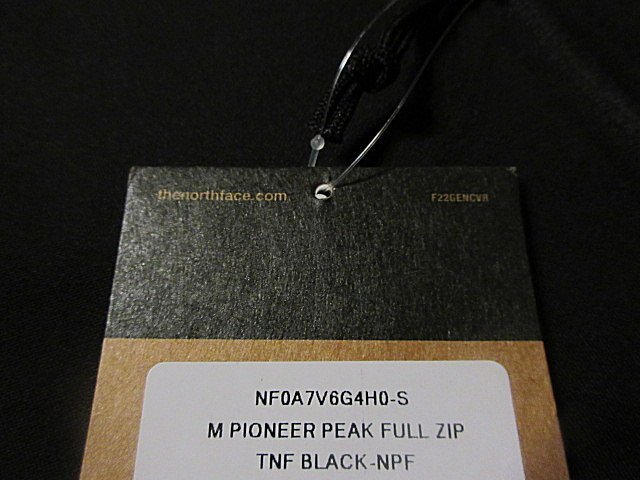 thenorthface.com F22GENCVR
NF0A7V6G4H0-S
M PIONEER PEAK FULL ZIP
TNF BLACK-NPF